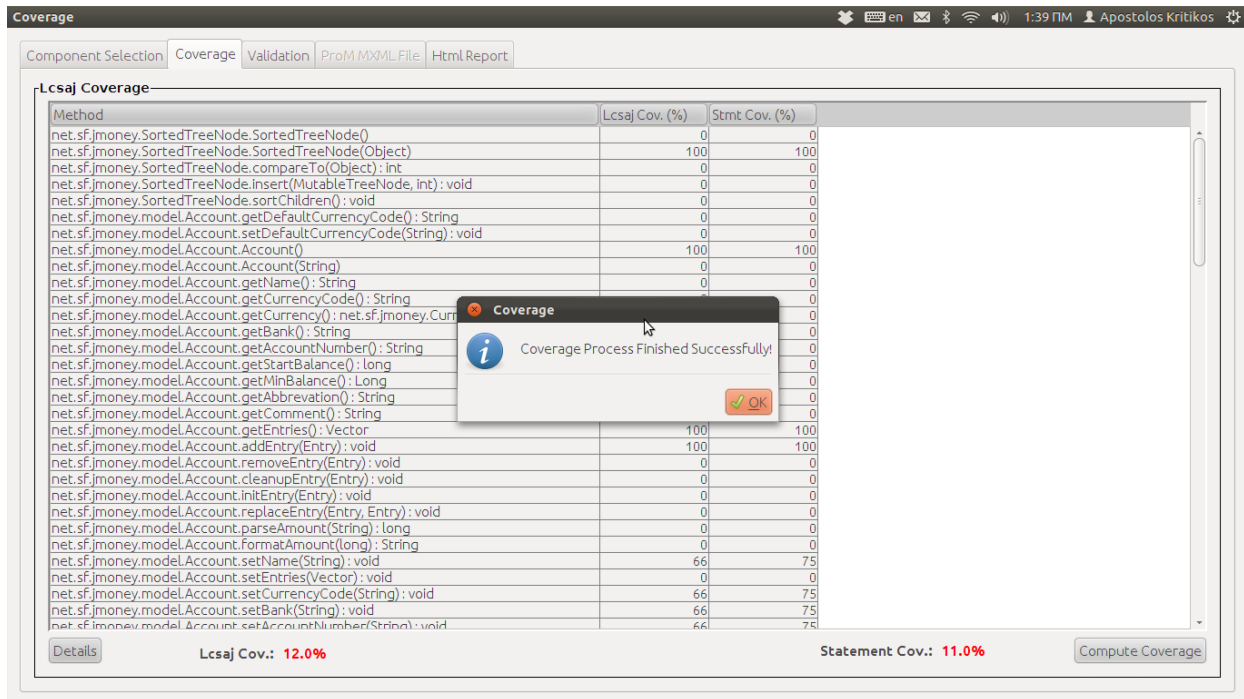 Coverage en 1:39 ΠΜ Apostolos Kritikos
Component Selection Coverage Validation ProM MXML File Html Report
Lcsaj Coverage
Method Lcsaj Cov. (%) Stmt Cov. (%)
net.sf.jmoney.SortedTreeNode.SortedTreeNode() 0 0
net.sf.jmoney.SortedTreeNode.SortedTreeNode(Object) 100 100
net.sf.jmoney.SortedTreeNode.compareTo(Object) : int 0 0
net.sf.jmoney.SortedTreeNode.insert(MutableTreeNode, int) : void 0 0
net.sf.jmoney.SortedTreeNode.sortChildren() : void 0 0
net.sf.jmoney.model.Account.getDefaultCurrencyCode() : String 0 0
net.sf.jmoney.model.Account.setDefaultCurrencyCode(String) : void 0 0
net.sf.jmoney.model.Account.Account() 100 100
net.sf.jmoney.model.Account.Account(String) 0 0
net.sf.jmoney.model.Account.getName() : String 0 0
net.sf.jmoney.model.Account.getCurrencyCode() : String 0
net.sf.jmoney.model.Account.getCurrency() : net.sf.jmoney.Curr 0
net.sf.jmoney.model.Account.getBank() : String 0
net.sf.jmoney.model.Account.getAccountNumber() : String 0
net.sf.jmoney.model.Account.getStartBalance() : long 0
net.sf.jmoney.model.Account.getMinBalance() : Long 0
net.sf.jmoney.model.Account.getAbbrevation() : String 0
net.sf.jmoney.model.Account.getComment() : String 0
Coverage
Coverage Process Finished Successfully!
OK
net.sf.jmoney.model.Account.getEntries() : Vector 100 100
net.sf.jmoney.model.Account.addEntry(Entry) : void 100 100
net.sf.jmoney.model.Account.removeEntry(Entry) : void 0 0
net.sf.jmoney.model.Account.cleanupEntry(Entry) : void 0 0
net.sf.jmoney.model.Account.initEntry(Entry) : void 0 0
net.sf.jmoney.model.Account.replaceEntry(Entry, Entry) : void 0 0
net.sf.jmoney.model.Account.parseAmount(String) : long 0 0
net.sf.jmoney.model.Account.formatAmount(long) : String 0 0
net.sf.jmoney.model.Account.setName(String) : void 66 75
net.sf.jmoney.model.Account.setEntries(Vector) : void 0 0
net.sf.jmoney.model.Account.setCurrencyCode(String) : void 66 75
net.sf.jmoney.model.Account.setBank(String) : void 66 75
net.sf.jmoney.model.Account.setAccountNumber(String) : void 66 75
Details Lcsaj Cov.: 12.0% Statement Cov.: 11.0% Compute Coverage